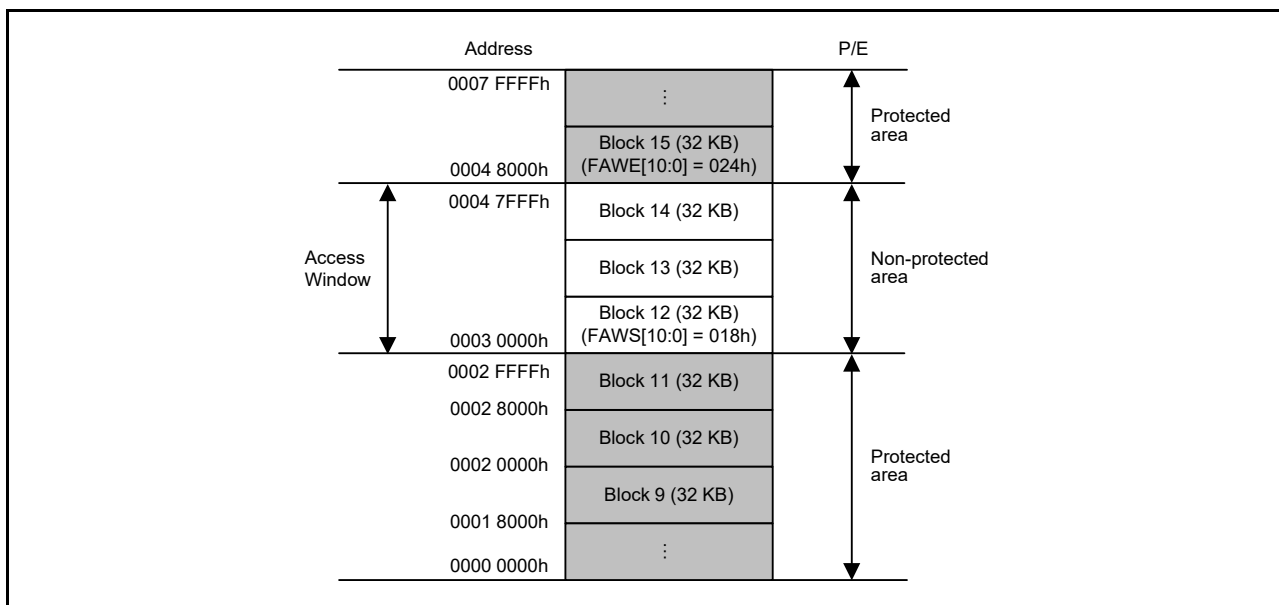 Address P/E
0007 FFFFh
⋮
Protected
area
Block 15 (32 KB)
(FAWE[10:0] = 024h)
0004 8000h
0004 7FFFh
Block 14 (32 KB)
Access
Window
Block 13 (32 KB)
Non-protected
area
Block 12 (32 KB)
(FAWS[10:0] = 018h)
0003 0000h
0002 FFFFh
Block 11 (32 KB)
0002 8000h
Block 10 (32 KB)
Protected
area
0002 0000h
Block 9 (32 KB)
0001 8000h
⋮
0000 0000h